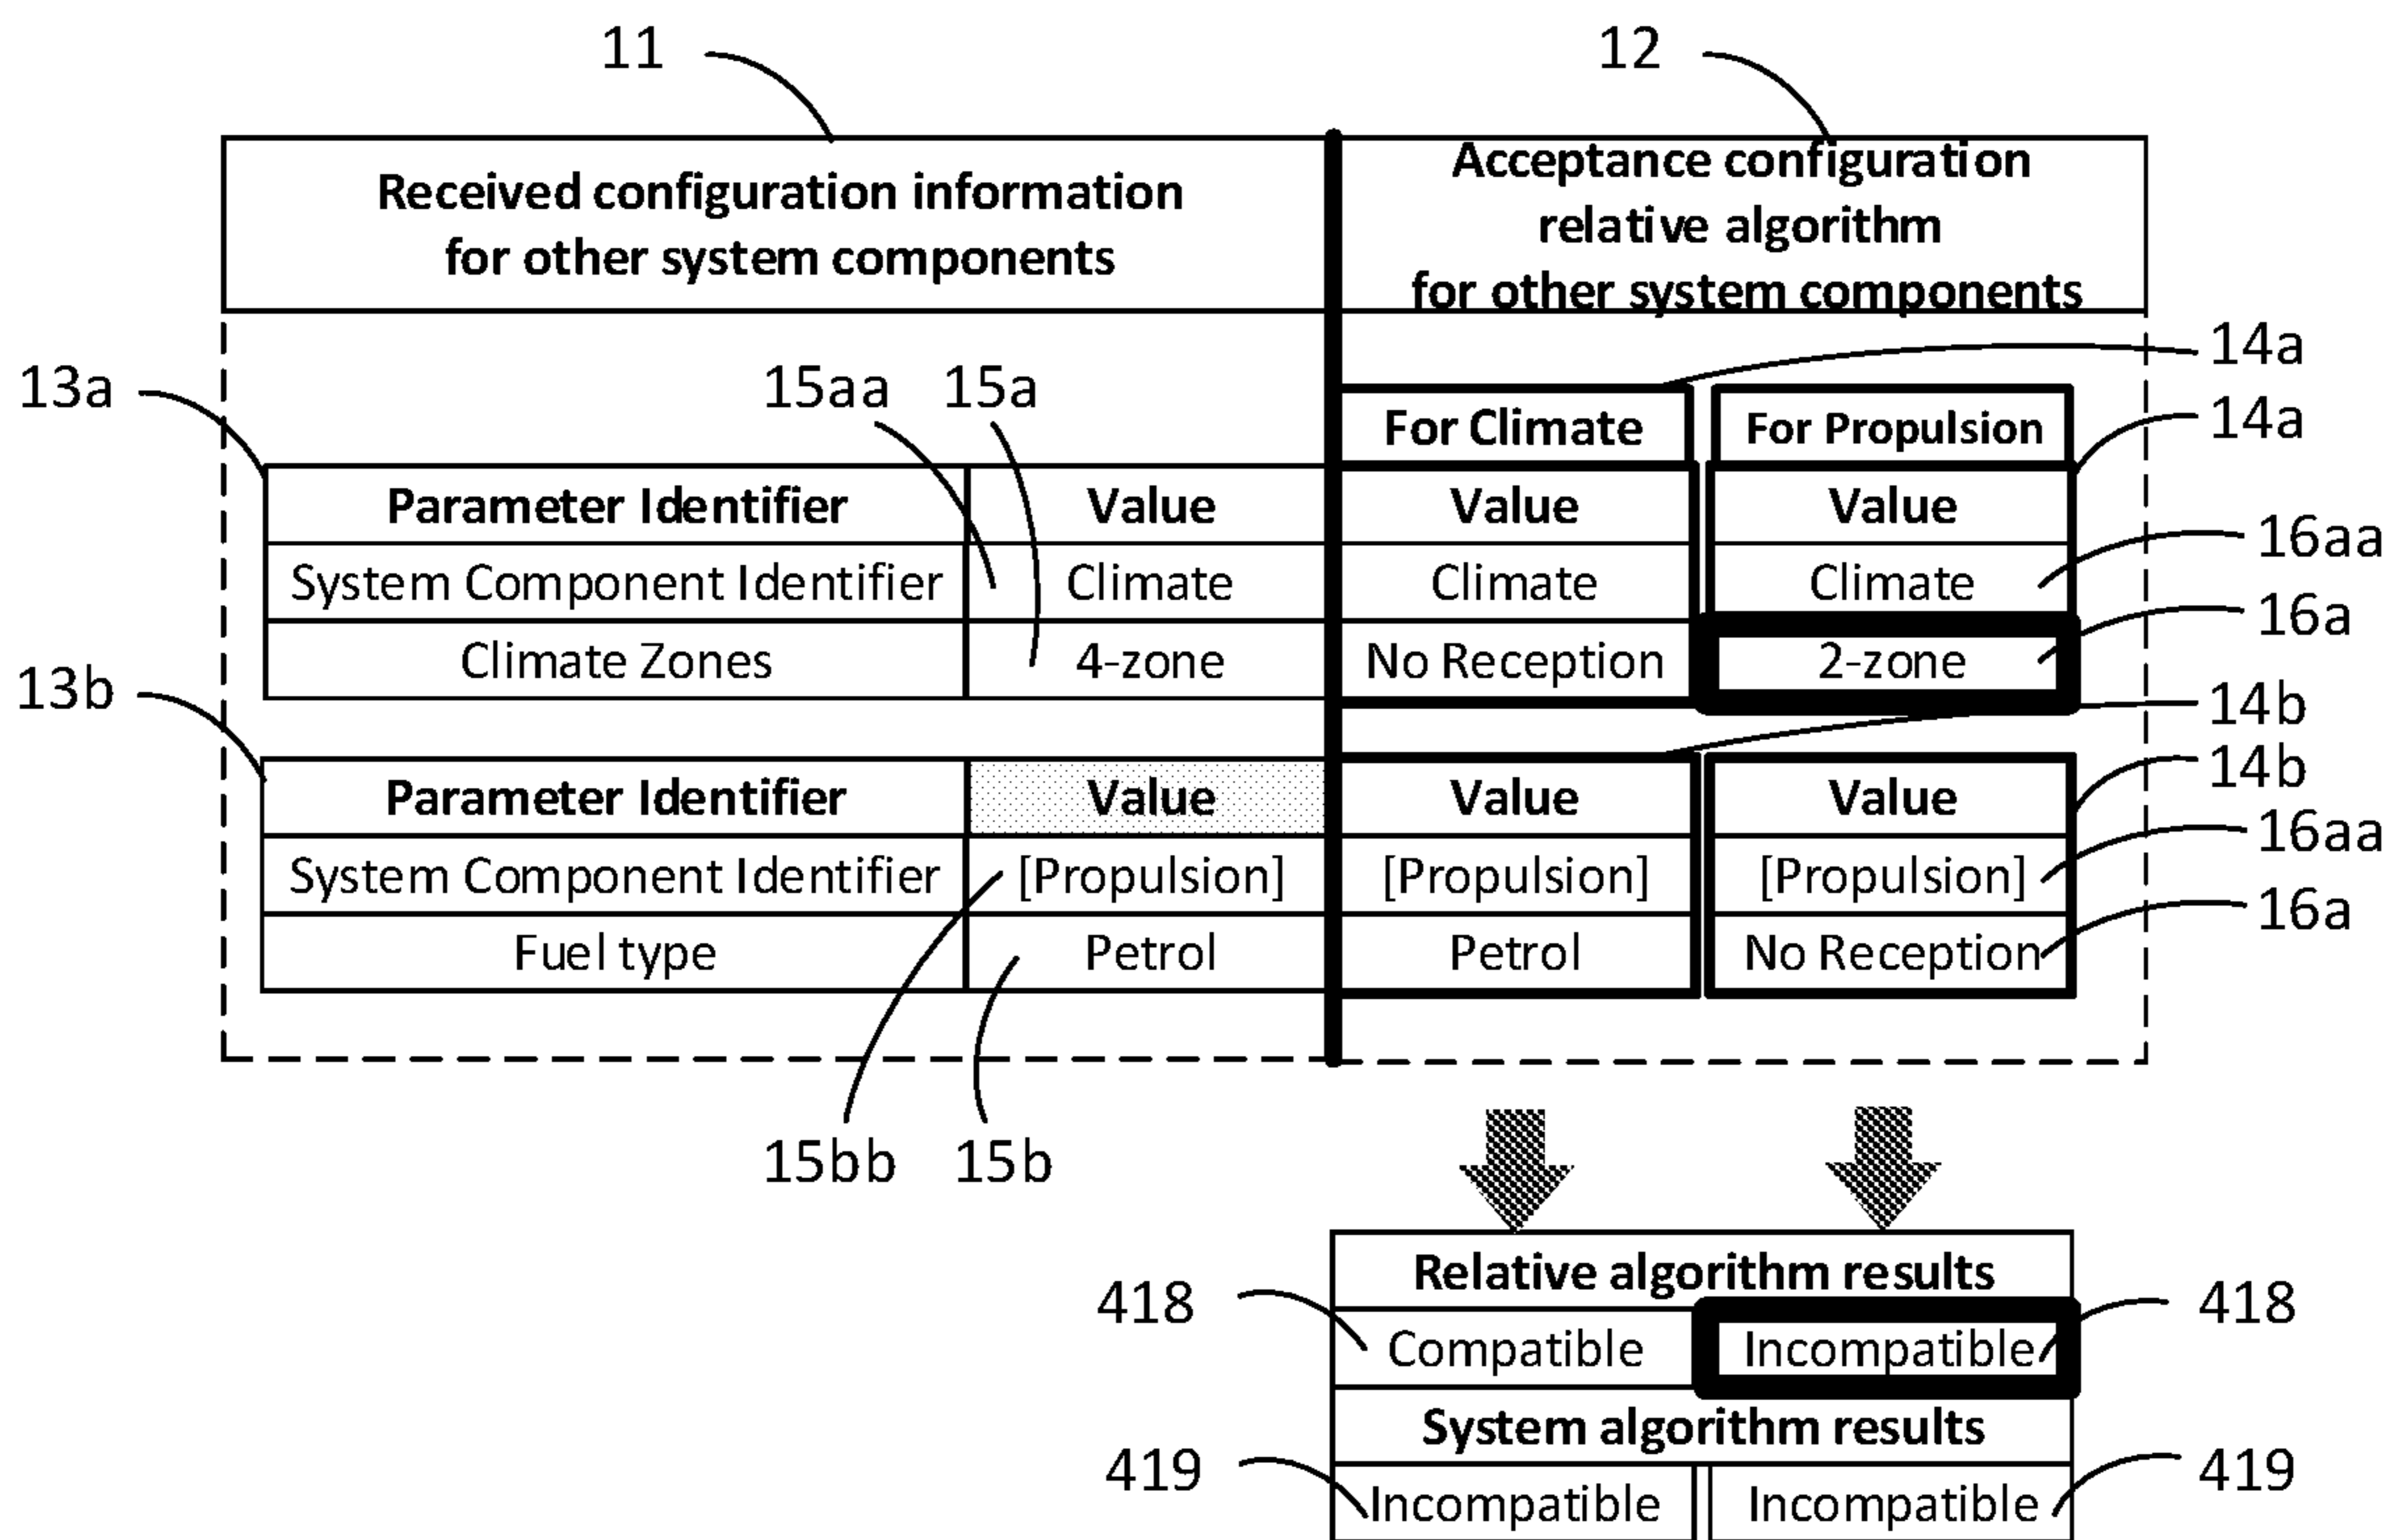 11
12
Received configuration information
for other system components
Acceptance configuration
relative algorithm
for other system components
13a
15aa
15a
14a
For Climate
For Propulsion
14a
Parameter Identifier
Value
Value
Value
16aa
System Component Identifier
Climate
Climate
Climate
16a
Climate Zones
4-zone
No Reception
2-zone
13b
14b
14b
Parameter Identifier
Value
Value
Value
16aa
System Component Identifier
[Propulsion]
[Propulsion]
[Propulsion]
16a
Fuel type
Petrol
Petrol
No Reception
15bb
15b
Relative algorithm results
418
Compatible
Incompatible
418
System algorithm results
419
Incompatible
Incompatible
419